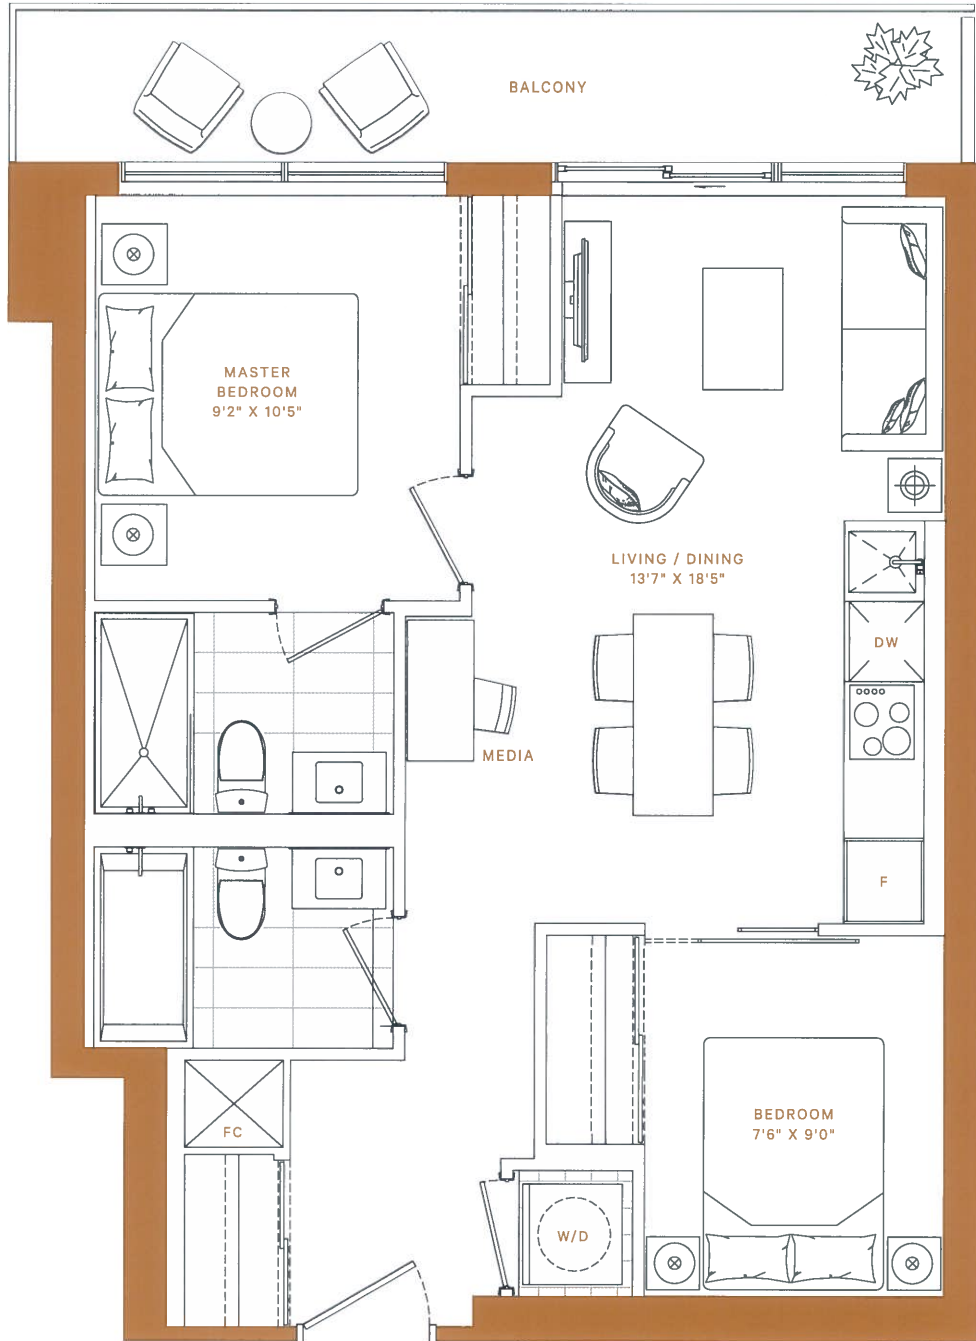 BALCONY
MASTER
BEDROOM
9'2" X 10'5"
LIVING / DINING
13'7" X 18'5"
DW
MEDIA
F
BEDROOM
7'6" X 9'0"
FC
W/D